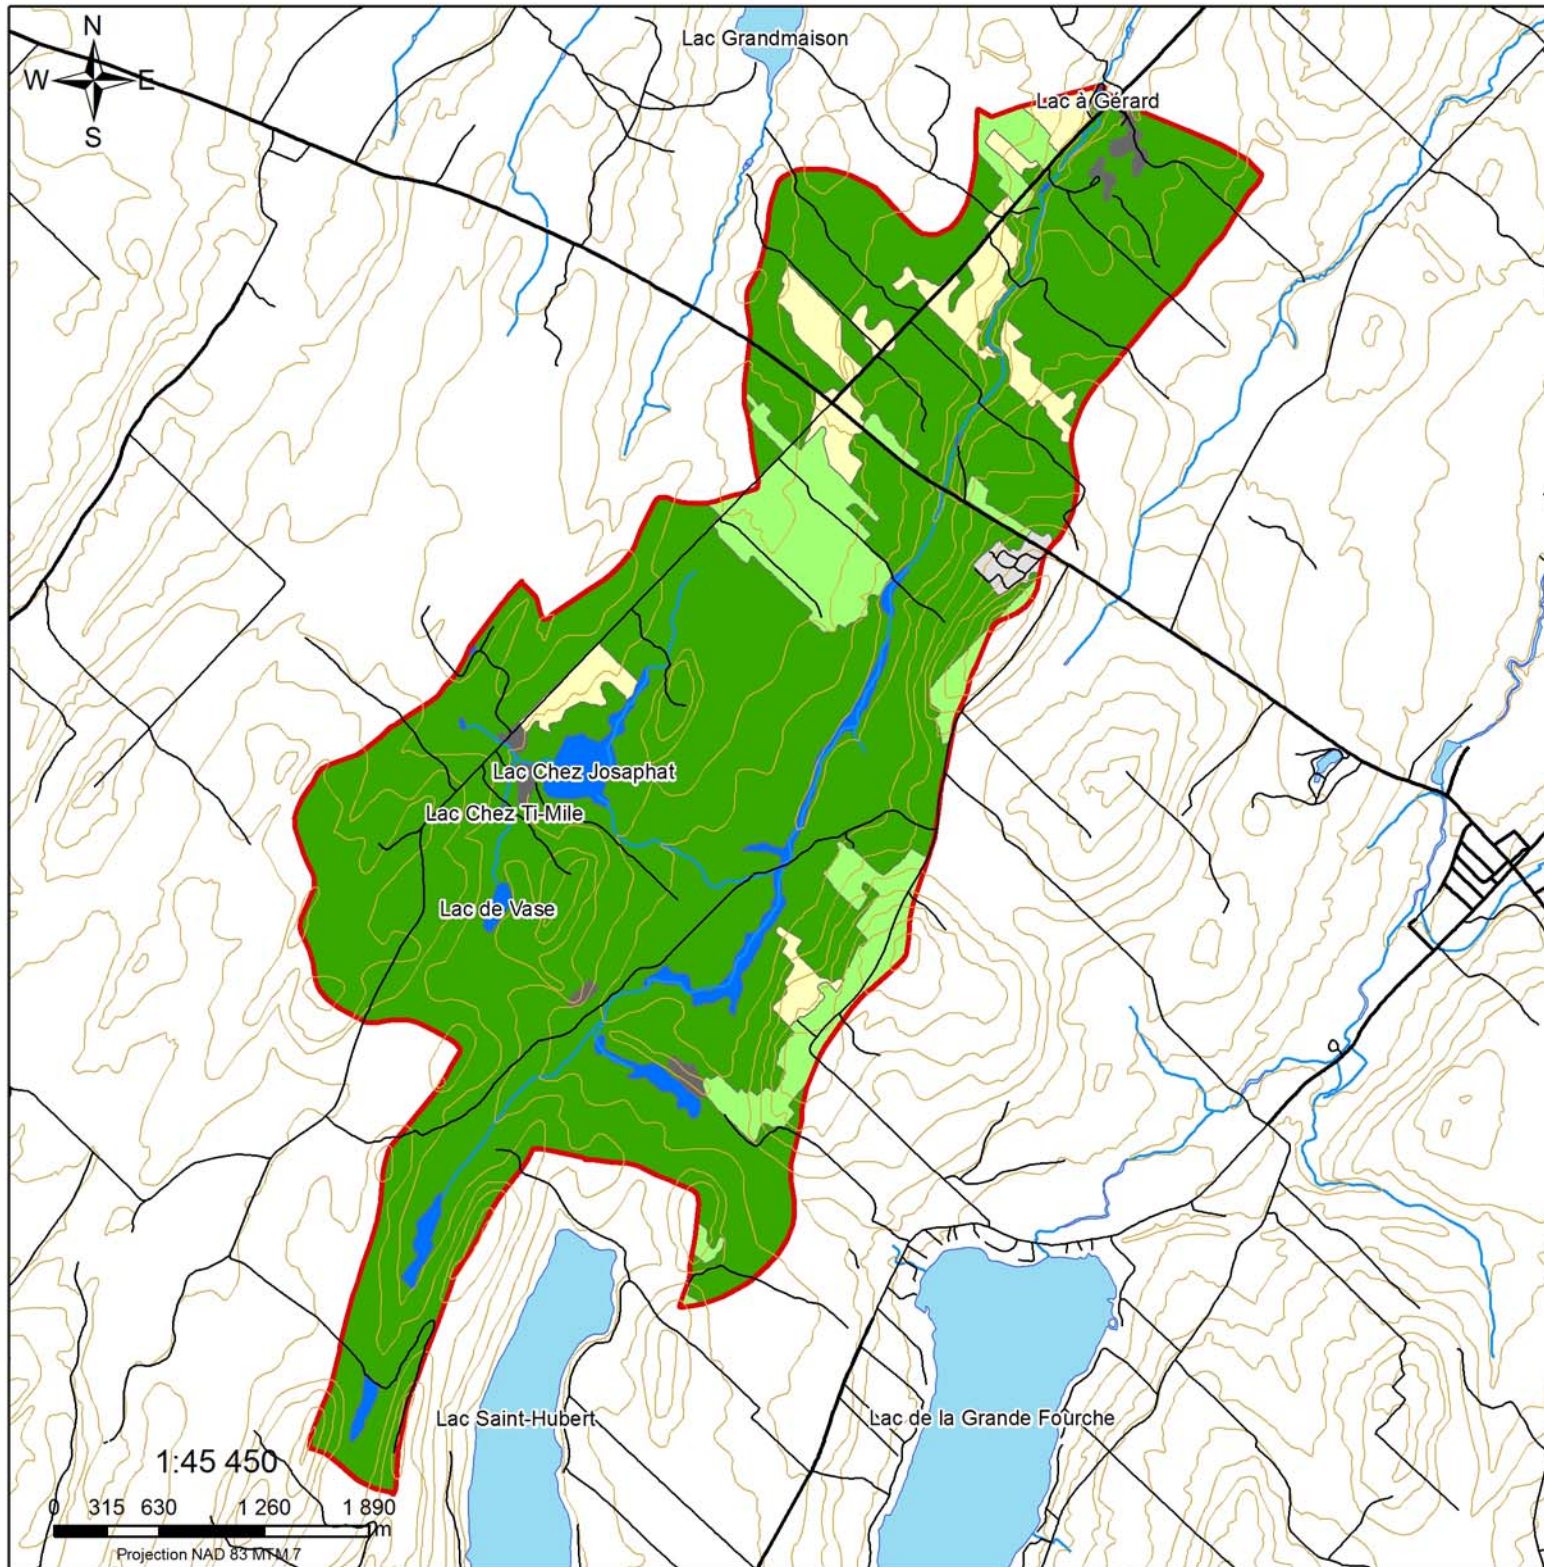 Lac Grandmaison
N
W E
S
Lac à Gérard
Lac Chez Josaphat
Lac Chez Ti-Mile
Lac de Vase
Lac Saint-Hubert
Lac de la Grande Fourche
1:45 450
0 315 630 1 260 1 890
m
Projection NAD 83 MTM 7